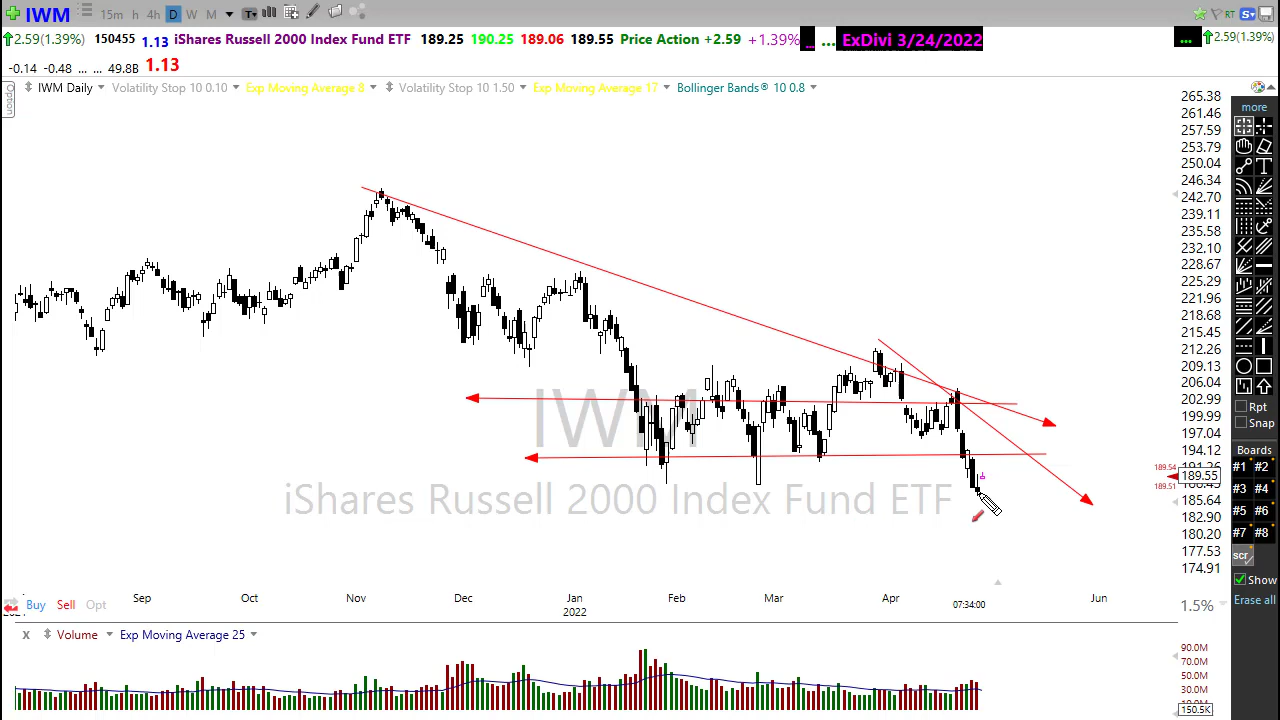 IWM 15m h 4h D W M T RT S
2.59(1.39%) 150455 1.13 iShares Russell 2000 Index Fund ETF 189.25 190.25 189.06 189.55 Price Action +2.59 +1.39% ... ... ExDivi 3/24/2022 ... 2.59(1.39%)
-0.14 -0.48 ... ... 49.8B 1.13
Option IWM Daily Volatility Stop 10 0.10 Exp Moving Average 8 Volatility Stop 10 1.50 Exp Moving Average 17 Bollinger Bands® 10 0.8
265.38
261.46
257.59
253.79
250.04
246.34
242.70
239.11
235.58
232.10
228.67
225.29
221.96
218.68
215.45
212.26
209.13
206.04
202.99
199.99
197.04
194.12
189.54
189.55
189.51
185.64
182.90
180.20
177.53
174.91
more
T
Rpt
Snap
Boards
#1 #2
#3 #4
#5 #6
#7 #8
scr
Show
Erase all
IWM
iShares Russell 2000 Index Fund ETF
Sep Oct Nov Dec Jan Feb Mar Apr Jun
2022 07:34:00
Buy Sell Opt 1.5%
x Volume Exp Moving Average 25
90.0M
70.0M
50.0M
30.0M
150.5K